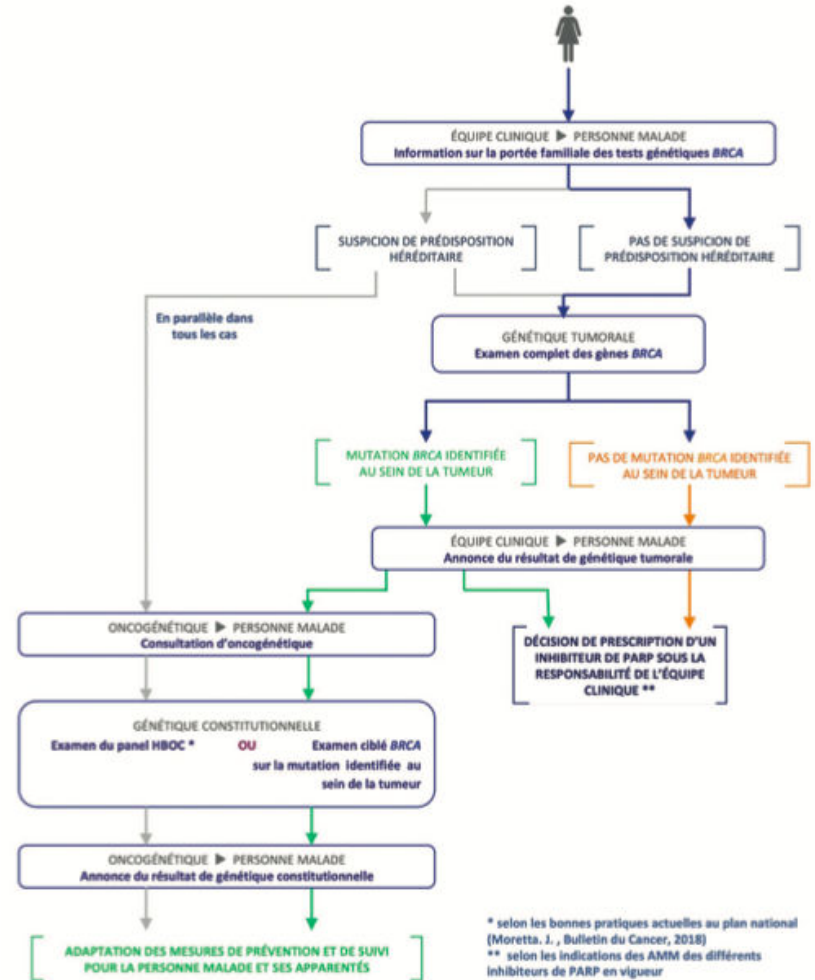 ÉQUIPE CLINIQUE ▶ PERSONNE MALADE
Information sur la portée familiale des tests génétiques BRCA
SUSPICION DE PRÉDISPOSITION
HÉRÉDITAIRE
PAS DE SUSPICION DE
PRÉDISPOSITION HÉRÉDITAIRE
En parallèle dans
tous les cas
GÉNÉTIQUE TUMORALE
Examen complet des gènes BRCA
MUTATION BRCA IDENTIFIÉE
AU SEIN DE LA TUMEUR
PAS DE MUTATION BRCA IDENTIFIÉE
AU SEIN DE LA TUMEUR
ÉQUIPE CLINIQUE ▶ PERSONNE MALADE
Annonce du résultat de génétique tumorale
ONCOGÉNÉTIQUE ▶ PERSONNE MALADE
Consultation d'oncogénétique
DÉCISION DE PRESCRIPTION D'UN
INHIBITEUR DE PARP SOUS LA
RESPONSABILITÉ DE L'ÉQUIPE
CLINIQUE **
GÉNÉTIQUE CONSTITUTIONNELLE
Examen du panel HBOC * OU Examen ciblé BRCA
sur la mutation identifiée au
sein de la tumeur
ONCOGÉNÉTIQUE ▶ PERSONNE MALADE
Annonce du résultat de génétique constitutionnelle
ADAPTATION DES MESURES DE PRÉVENTION ET DE SUIVI
POUR LA PERSONNE MALADE ET SES APPARENTÉS
* selon les bonnes pratiques actuelles au plan national
(Moretta. J. , Bulletin du Cancer, 2018)
** selon les indications des AMM des différents
inhibiteurs de PARP en vigueur